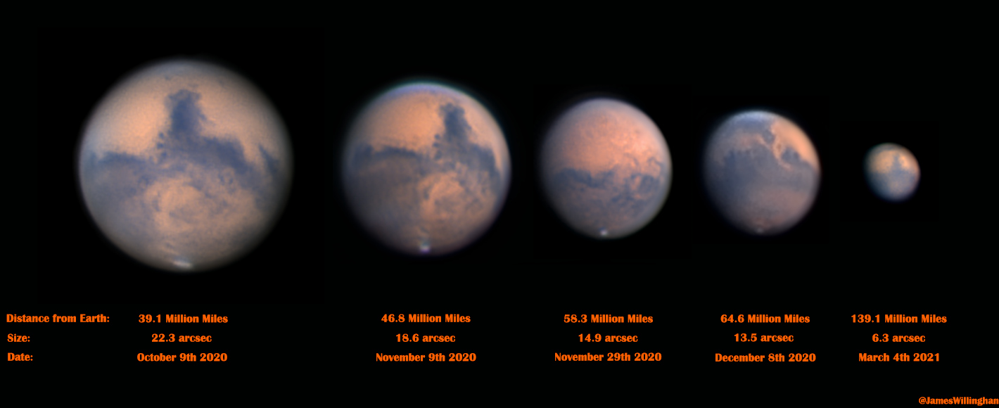 Distance from Earth: 39.1 Million Miles 46.8 Million Miles 58.3 Million Miles 64.6 Million Miles 139.1 Million Miles
Size: 22.3 arcsec 18.6 arcsec 14.9 arcsec 13.5 arcsec 6.3 arcsec
Date: October 9th 2020 November 9th 2020 November 29th 2020 December 8th 2020 March 4th 2021
@JamesWillinghan